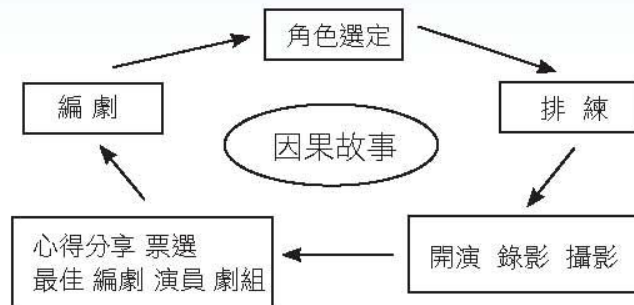 角色選定
編劇
排練
因果故事
心得分享 票選
最佳 編劇 演員 劇組
開演 錄影 攝影